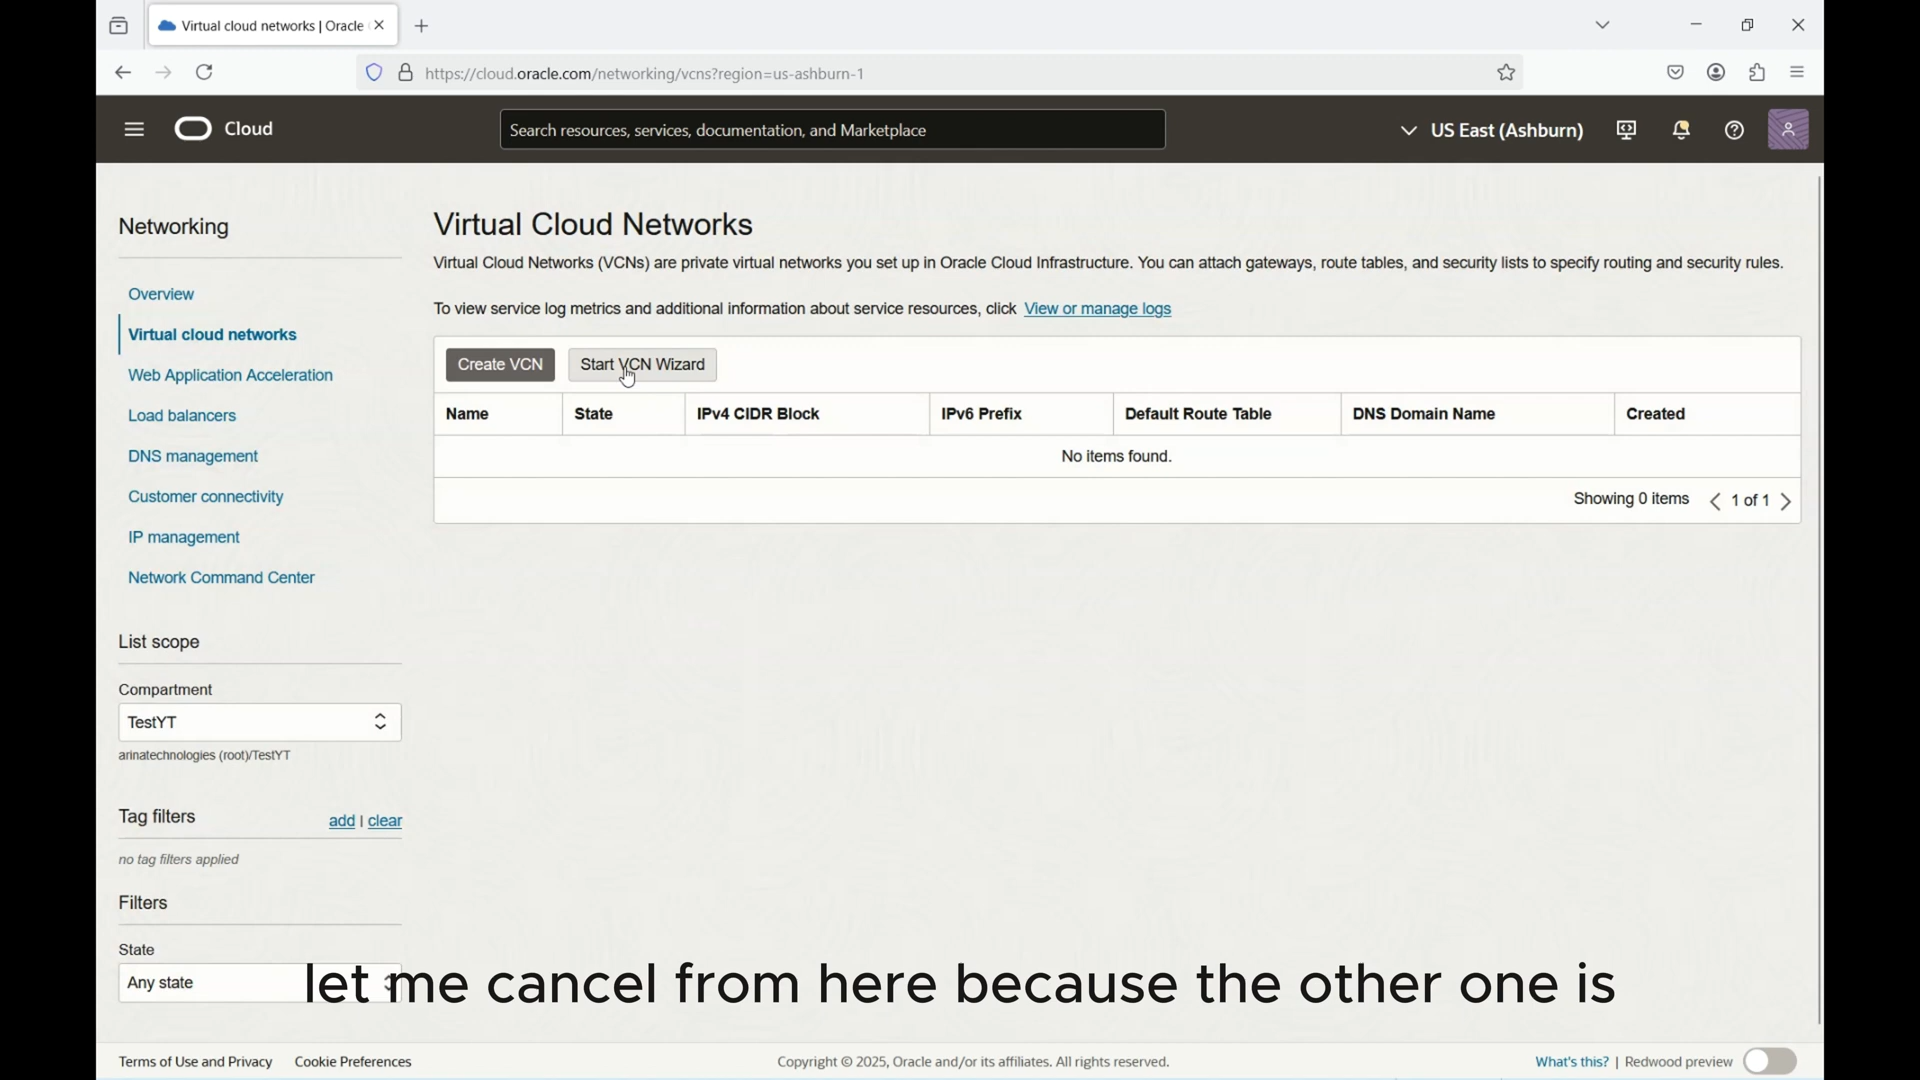 Virtual cloud networks | Oracle
https://cloud.oracle.com/networking/vcns?region=us-ashburn-1
Cloud
Search resources, services, documentation, and Marketplace
US East (Ashburn)
Networking
Overview
Virtual cloud networks
Web Application Acceleration
Load balancers
DNS management
Customer connectivity
IP management
Network Command Center
List scope
Compartment
TestYT
arinatechnologies (root)/TestYT
Tag filters
add | clear
no tag filters applied
Filters
State
Any state
Virtual Cloud Networks
Virtual Cloud Networks (VCNs) are private virtual networks you set up in Oracle Cloud Infrastructure. You can attach gateways, route tables, and security lists to specify routing and security rules.
To view service log metrics and additional information about service resources, click View or manage logs
Create VCN Start VCN Wizard
Name State IPv4 CIDR Block IPv6 Prefix Default Route Table DNS Domain Name Created
No items found.
Showing 0 items 1 of 1
let me cancel from here because the other one is
Terms of Use and Privacy Cookie Preferences Copyright © 2025, Oracle and/or its affiliates. All rights reserved. What's this? | Redwood preview